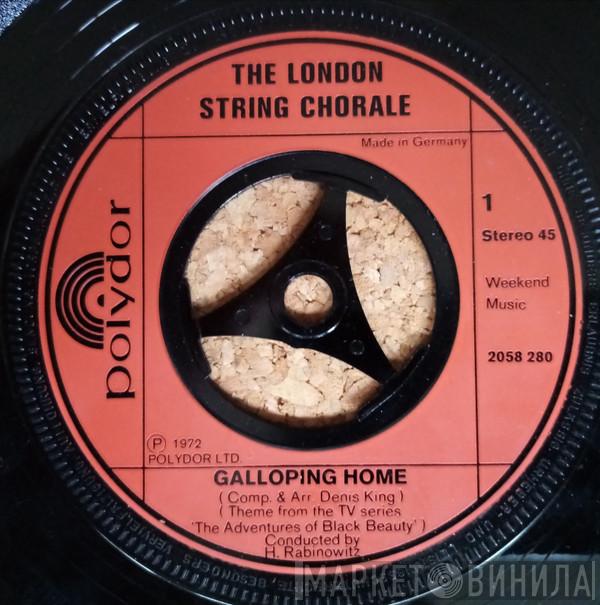 THE LONDON
STRING CHORALE
Made in Germany
1
Stereo 45
Weekend
Music
2058 280
polydor
P 1972
POLYDOR LTD.
GALLOPING HOME
( Comp. & Arr. Denis King )
( Theme from the TV series
'The Adventures of Black Beauty' )
Conducted by
H. Rabinowitz
МАРКЕТ ВИНИЛА